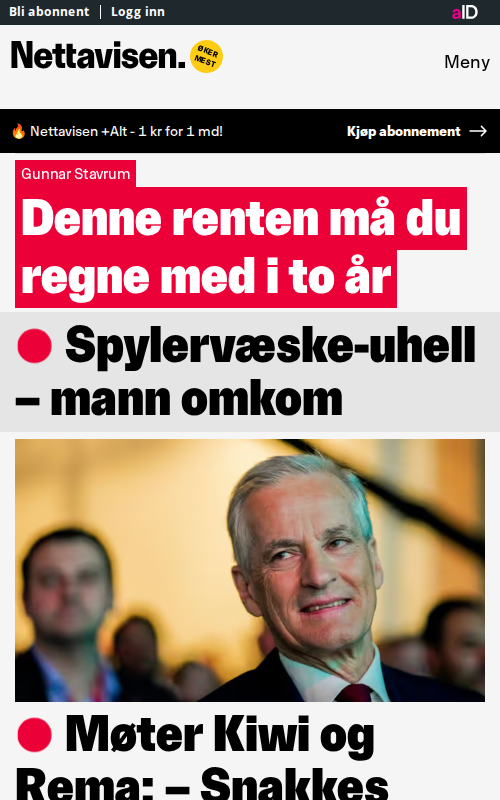 Bli abonnent | Logg inn
aID
Nettavisen.
ØKER
MEST
Meny
🔥 Nettavisen +Alt - 1 kr for 1 md!
Kjøp abonnement →
Gunnar Stavrum
Denne renten må du
regne med i to år
Spylervæske-uhell
– mann omkom
Møter Kiwi og
Rema: – Snakkes